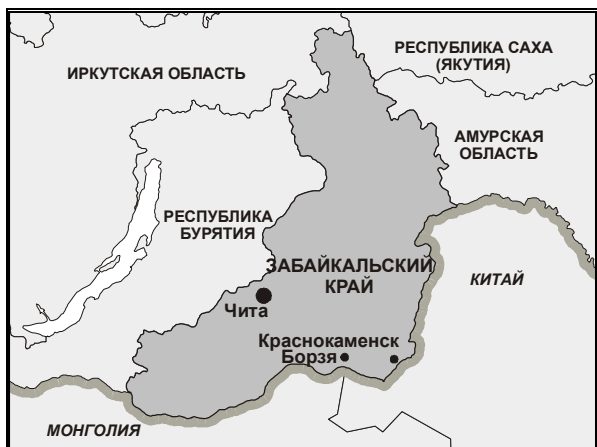 РЕСПУБЛИКА САХА
(ЯКУТИЯ)
ИРКУТСКАЯ ОБЛАСТЬ
АМУРСКАЯ
ОБЛАСТЬ
РЕСПУБЛИКА
БУРЯТИЯ
ЗАБАЙКАЛЬСКИЙ
КРАЙ
КИТАЙ
Чита
Краснокаменск
Борзя
МОНГОЛИЯ